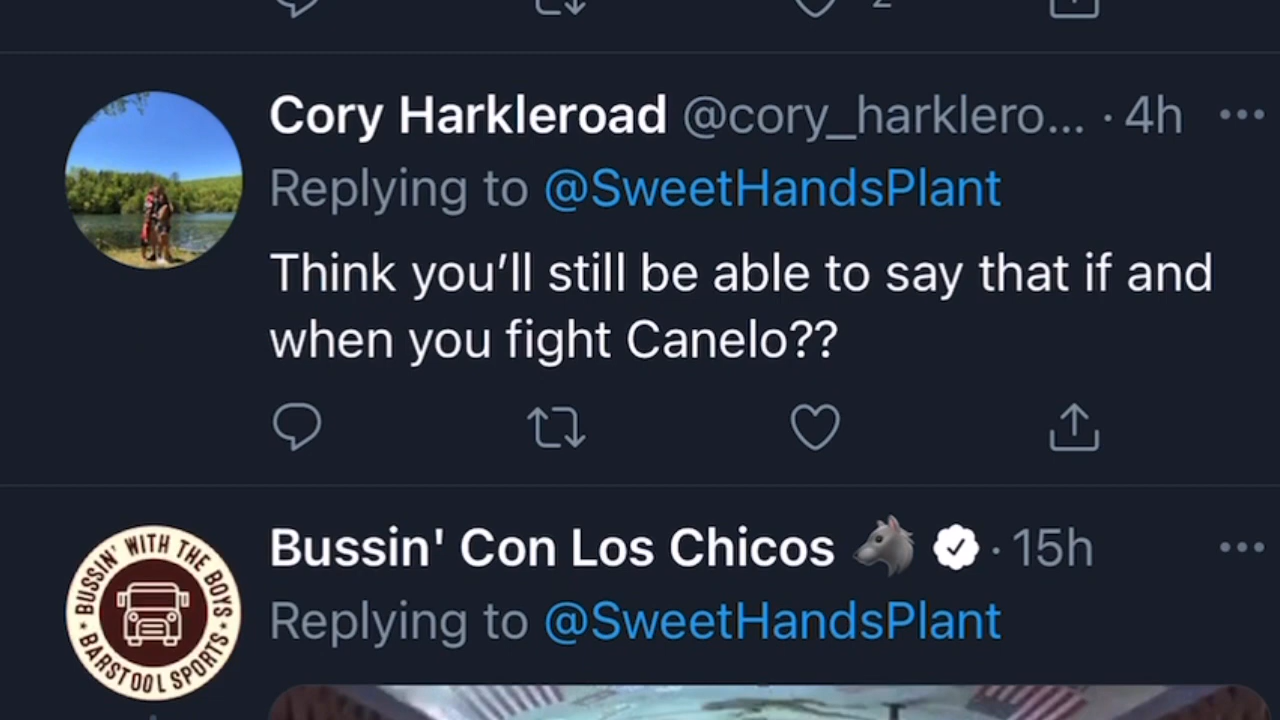 2
Cory Harkleroad @cory_harklero... · 4h
Replying to @SweetHandsPlant
Think you’ll still be able to say that if and
when you fight Canelo??
Bussin' Con Los Chicos 🐺 · 15h
Replying to @SweetHandsPlant
BUSSIN' WITH THE BOYS
BARSTOOL SPORTS